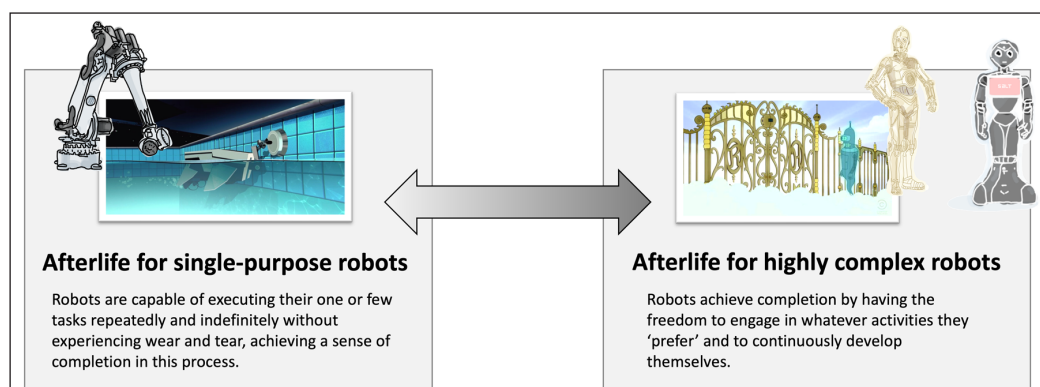 Afterlife for single-purpose robots
Robots are capable of executing their one or few
tasks repeatedly and indefinitely without
experiencing wear and tear, achieving a sense of
completion in this process.
Afterlife for highly complex robots
Robots achieve completion by having the
freedom to engage in whatever activities they
‘prefer’ and to continuously develop
themselves.